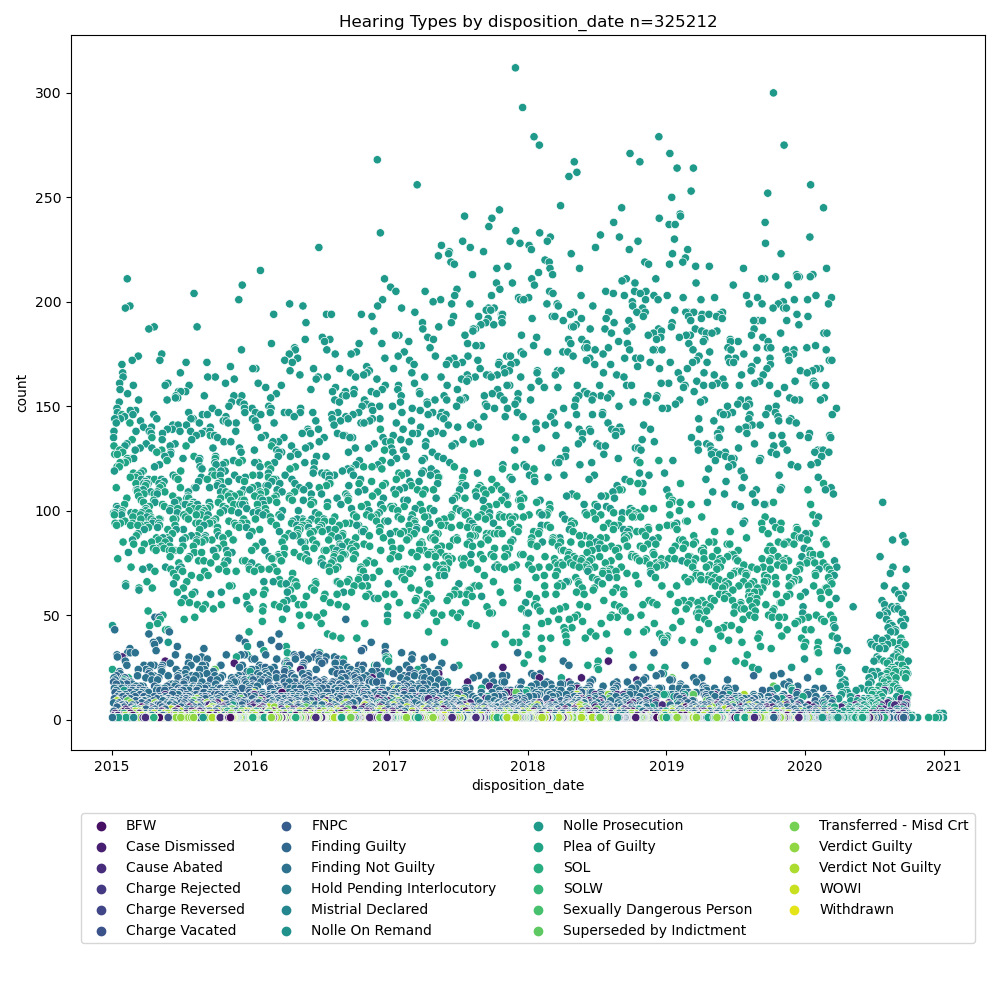 Hearing Types by disposition_date n=325212
300
250
200
150
100
50
0
count
2015 2016 2017 2018 2019 2020 2021
disposition_date
BFW FNPC Nolle Prosecution Transferred - Misd Crt
Case Dismissed Finding Guilty Plea of Guilty Verdict Guilty
Cause Abated Finding Not Guilty SOL Verdict Not Guilty
Charge Rejected Hold Pending Interlocutory SOLW WOWI
Charge Reversed Mistrial Declared Sexually Dangerous Person Withdrawn
Charge Vacated Nolle On Remand Superseded by Indictment